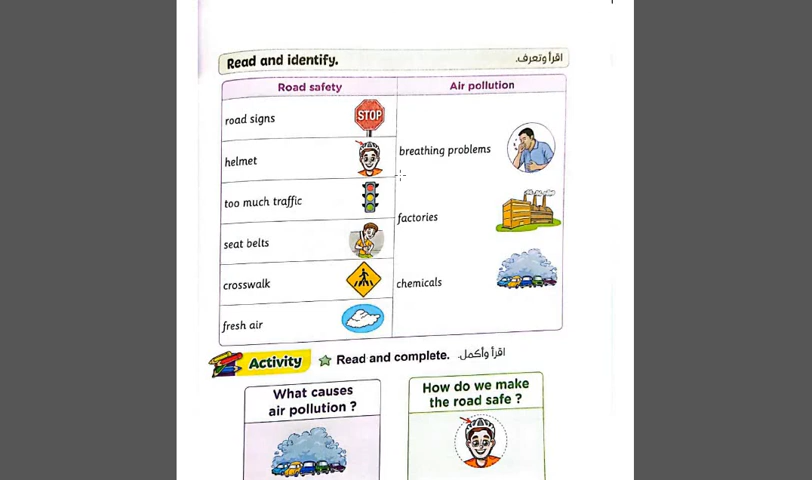 Read and identify.
اقرأ وتعرف.
Road safety
Air pollution
road signs
STOP
helmet
too much traffic
seat belts
crosswalk
fresh air
breathing problems
factories
chemicals
Activity
Read and complete.
اقرأ وأكمل.
What causes
air pollution ?
How do we make
the road safe ?